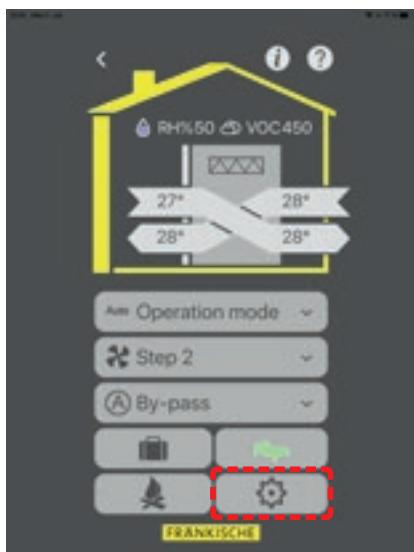 RH%50 VOC450
27° 28°
28° 28°
Auto Operation mode
Step 2
A By-pass
FRÄNKISCHE